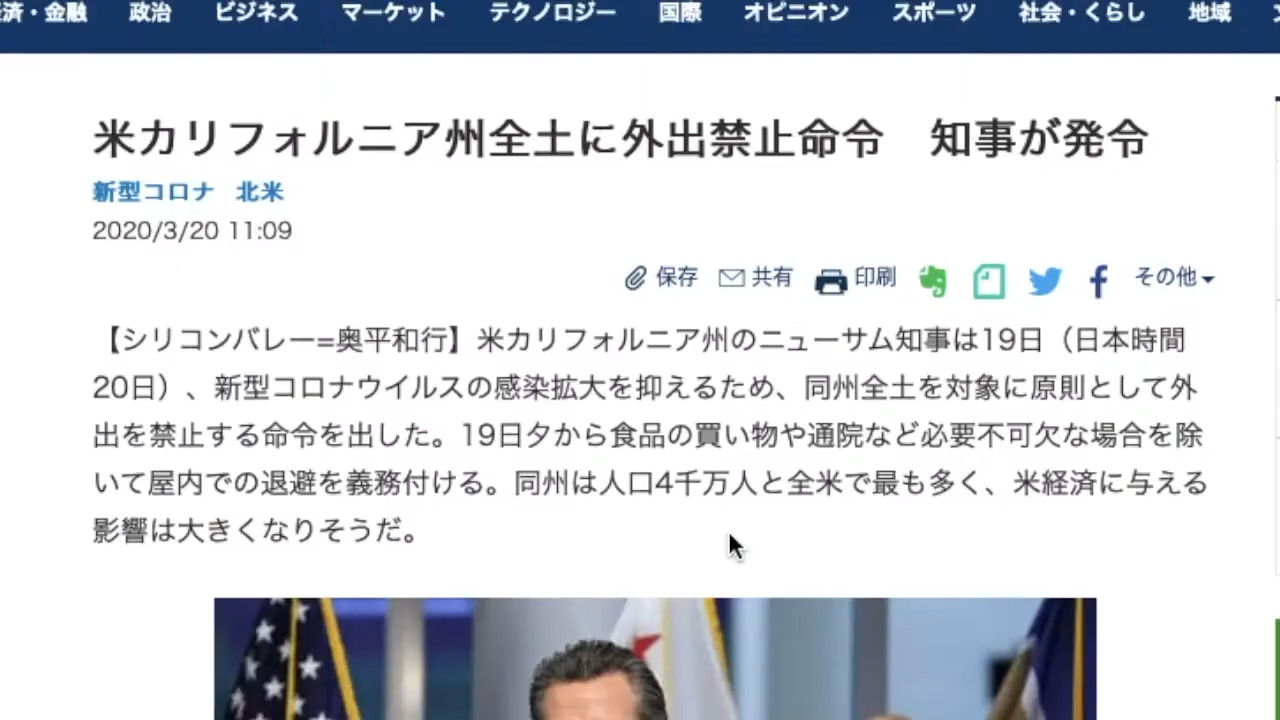 済・金融 政治 ビジネス マーケット テクノロジー 国際 オピニオン スポーツ 社会・くらし 地域
米カリフォルニア州全土に外出禁止命令　知事が発令
新型コロナ 北米
2020/3/20 11:09
保存 共有 印刷 その他
【シリコンバレー=奥平和行】米カリフォルニア州のニューサム知事は19日（日本時間
20日）、新型コロナウイルスの感染拡大を抑えるため、同州全土を対象に原則として外
出を禁止する命令を出した。19日夕から食品の買い物や通院など必要不可欠な場合を除
いて屋内での退避を義務付ける。同州は人口4千万人と全米で最も多く、米経済に与える
影響は大きくなりそうだ。